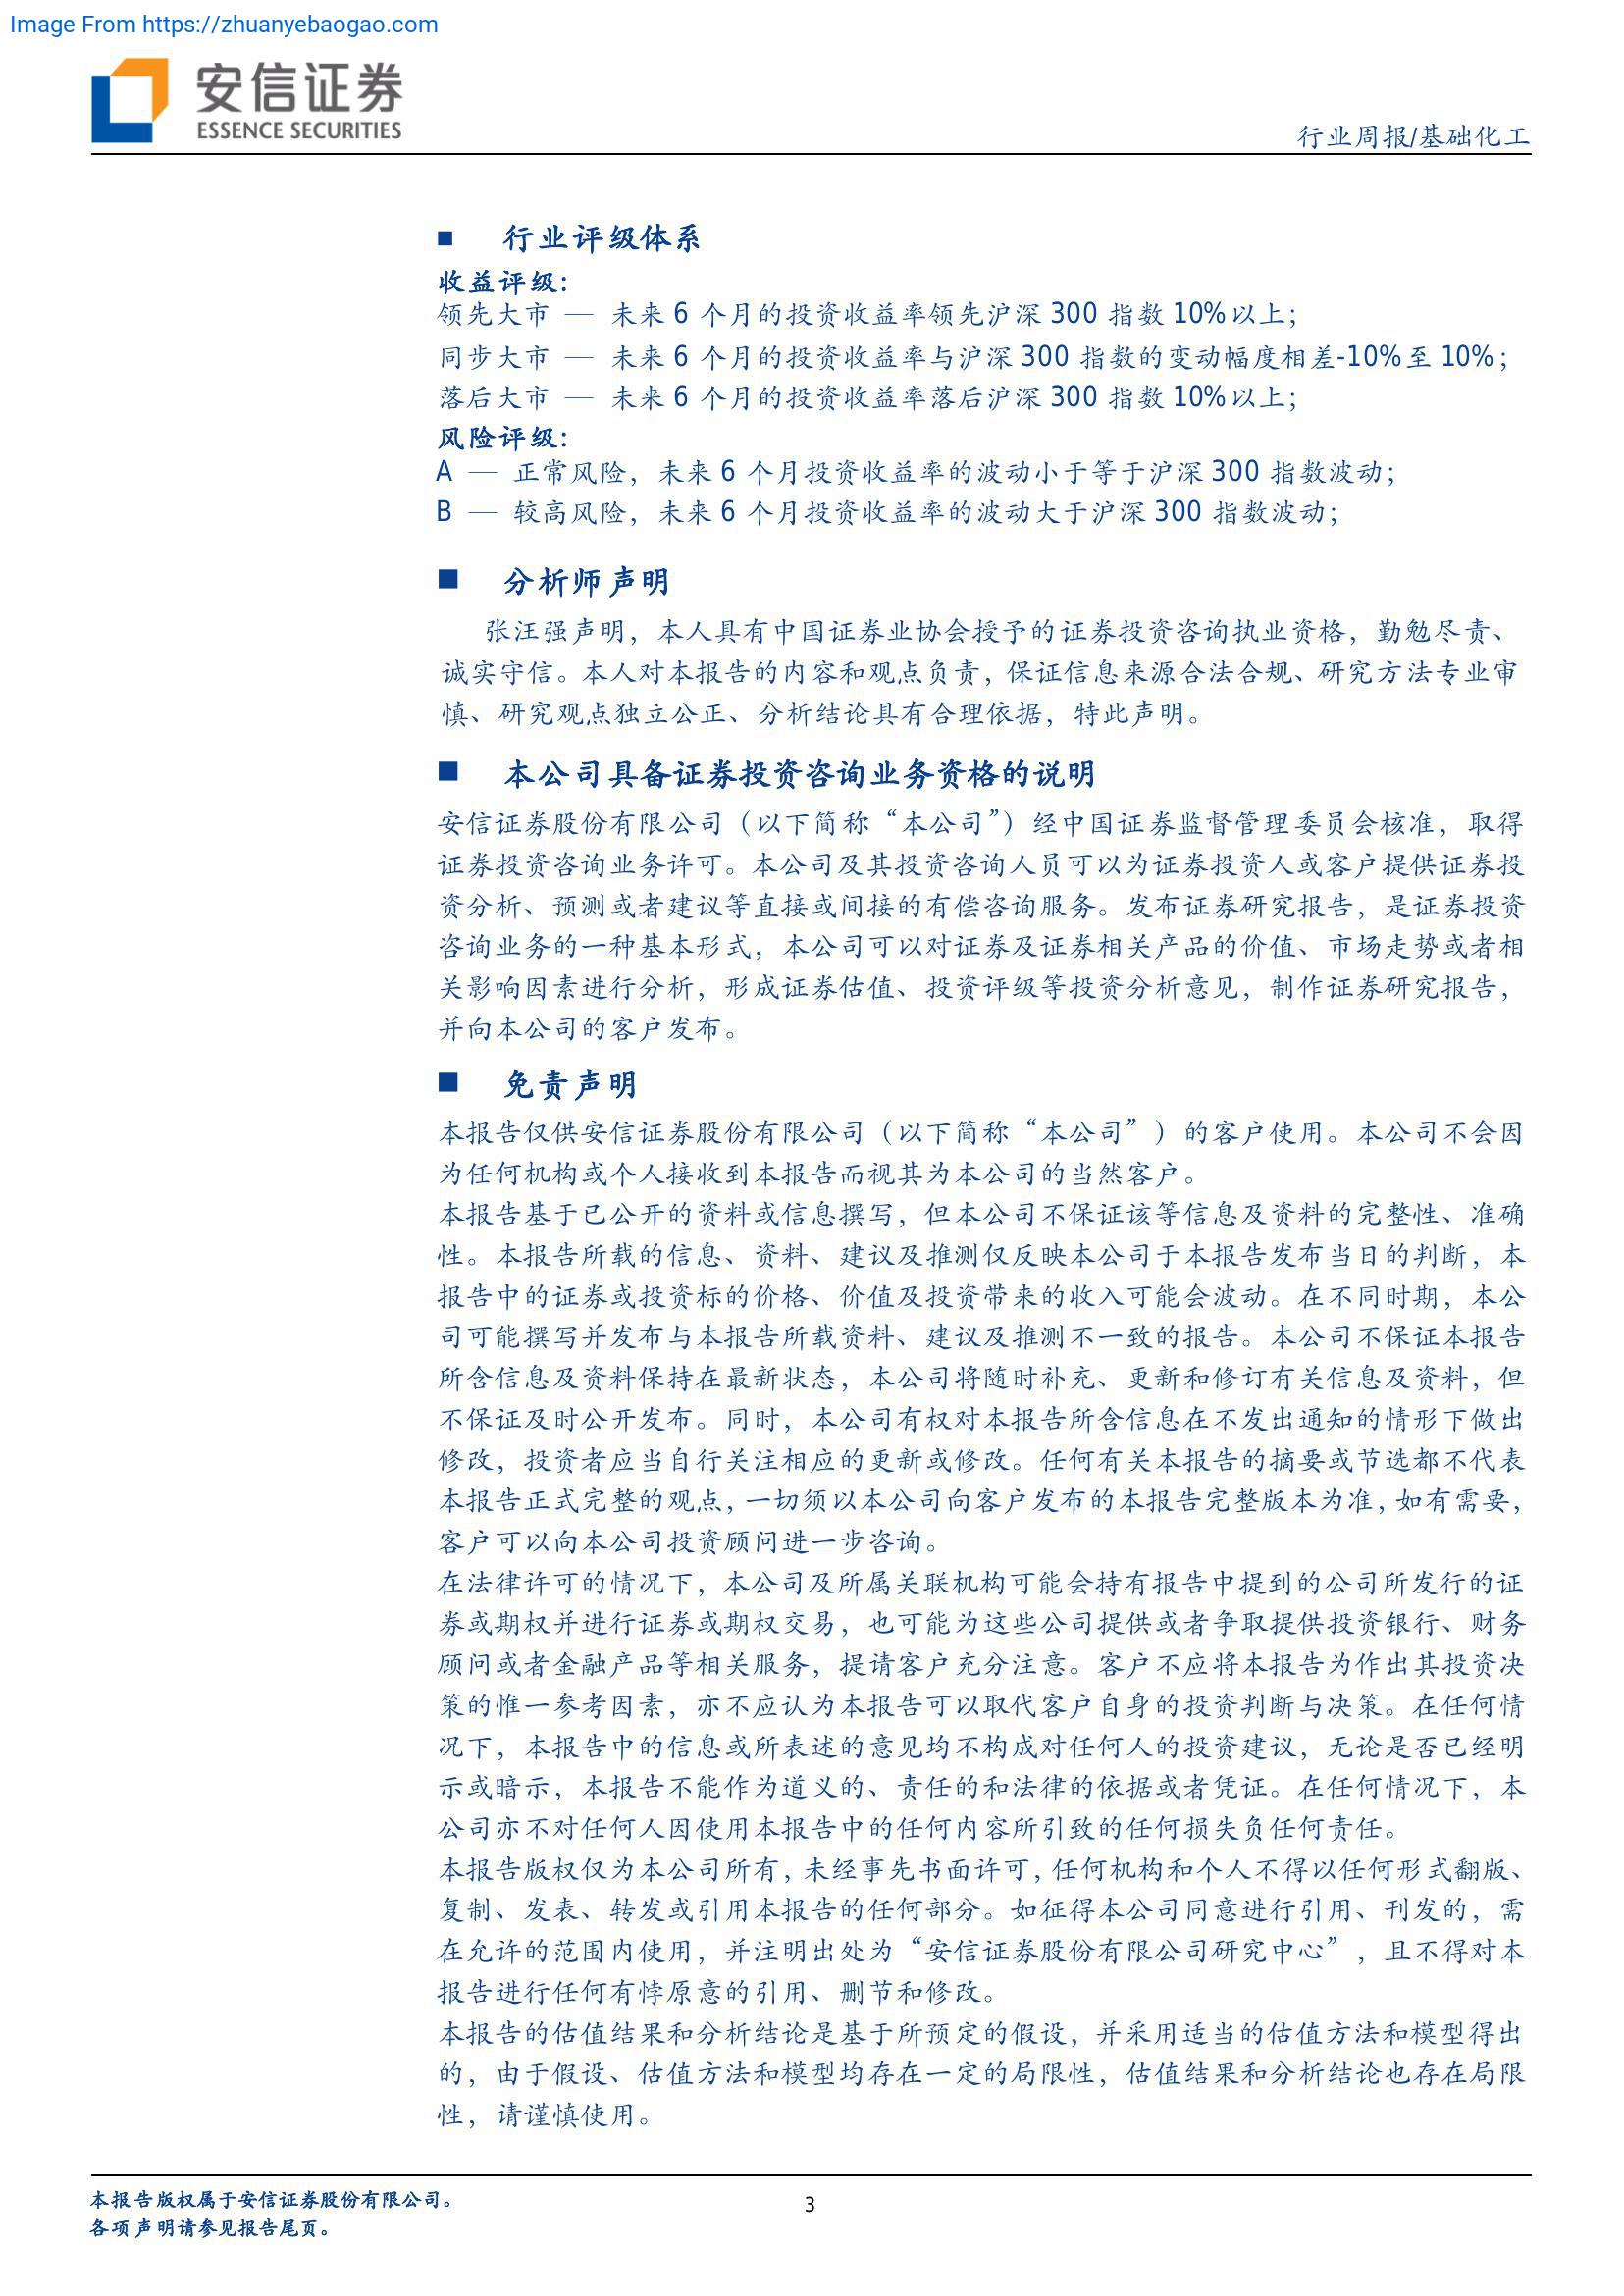 Image From https://zhuanyebaogao.com
安信证券
ESSENCE SECURITIES
行业周报/基础化工
■ 行业评级体系
收益评级：
领先大市 — 未来 6 个月的投资收益率领先沪深 300 指数 10%以上；
同步大市 — 未来 6 个月的投资收益率与沪深 300 指数的变动幅度相差-10%至 10%；
落后大市 — 未来 6 个月的投资收益率落后沪深 300 指数 10%以上；
风险评级：
A — 正常风险，未来 6 个月投资收益率的波动小于等于沪深 300 指数波动；
B — 较高风险，未来 6 个月投资收益率的波动大于沪深 300 指数波动；
■ 分析师声明
张汪强声明，本人具有中国证券业协会授予的证券投资咨询执业资格，勤勉尽责、
诚实守信。本人对本报告的内容和观点负责，保证信息来源合法合规、研究方法专业审
慎、研究观点独立公正、分析结论具有合理依据，特此声明。
■ 本公司具备证券投资咨询业务资格的说明
安信证券股份有限公司（以下简称“本公司”）经中国证券监督管理委员会核准，取得
证券投资咨询业务许可。本公司及其投资咨询人员可以为证券投资人或客户提供证券投
资分析、预测或者建议等直接或间接的有偿咨询服务。发布证券研究报告，是证券投资
咨询业务的一种基本形式，本公司可以对证券及证券相关产品的价值、市场走势或者相
关影响因素进行分析，形成证券估值、投资评级等投资分析意见，制作证券研究报告，
并向本公司的客户发布。
■ 免责声明
本报告仅供安信证券股份有限公司（以下简称“本公司”）的客户使用。本公司不会因
为任何机构或个人接收到本报告而视其为本公司的当然客户。
本报告基于已公开的资料或信息撰写，但本公司不保证该等信息及资料的完整性、准确
性。本报告所载的信息、资料、建议及推测仅反映本公司于本报告发布当日的判断，本
报告中的证券或投资标的价格、价值及投资带来的收入可能会波动。在不同时期，本公
司可能撰写并发布与本报告所载资料、建议及推测不一致的报告。本公司不保证本报告
所含信息及资料保持在最新状态，本公司将随时补充、更新和修订有关信息及资料，但
不保证及时公开发布。同时，本公司有权对本报告所含信息在不发出通知的情形下做出
修改，投资者应当自行关注相应的更新或修改。任何有关本报告的摘要或节选都不代表
本报告正式完整的观点，一切须以本公司向客户发布的本报告完整版本为准，如有需要，
客户可以向本公司投资顾问进一步咨询。
在法律许可的情况下，本公司及所属关联机构可能会持有报告中提到的公司所发行的证
券或期权并进行证券或期权交易，也可能为这些公司提供或者争取提供投资银行、财务
顾问或者金融产品等相关服务，提请客户充分注意。客户不应将本报告为作出其投资决
策的惟一参考因素，亦不应认为本报告可以取代客户自身的投资判断与决策。在任何情
况下，本报告中的信息或所表述的意见均不构成对任何人的投资建议，无论是否已经明
示或暗示，本报告不能作为道义的、责任的和法律的依据或者凭证。在任何情况下，本
公司亦不对任何人因使用本报告中的任何内容所引致的任何损失负任何责任。
本报告版权仅为本公司所有，未经事先书面许可，任何机构和个人不得以任何形式翻版、
复制、发表、转发或引用本报告的任何部分。如征得本公司同意进行引用、刊发的，需
在允许的范围内使用，并注明出处为“安信证券股份有限公司研究中心”，且不得对本
报告进行任何有悖原意的引用、删节和修改。
本报告的估值结果和分析结论是基于所预定的假设，并采用适当的估值方法和模型得出
的，由于假设、估值方法和模型均存在一定的局限性，估值结果和分析结论也存在局限
性，请谨慎使用。
本报告版权属于安信证券股份有限公司。
各项声明请参见报告尾页。
3